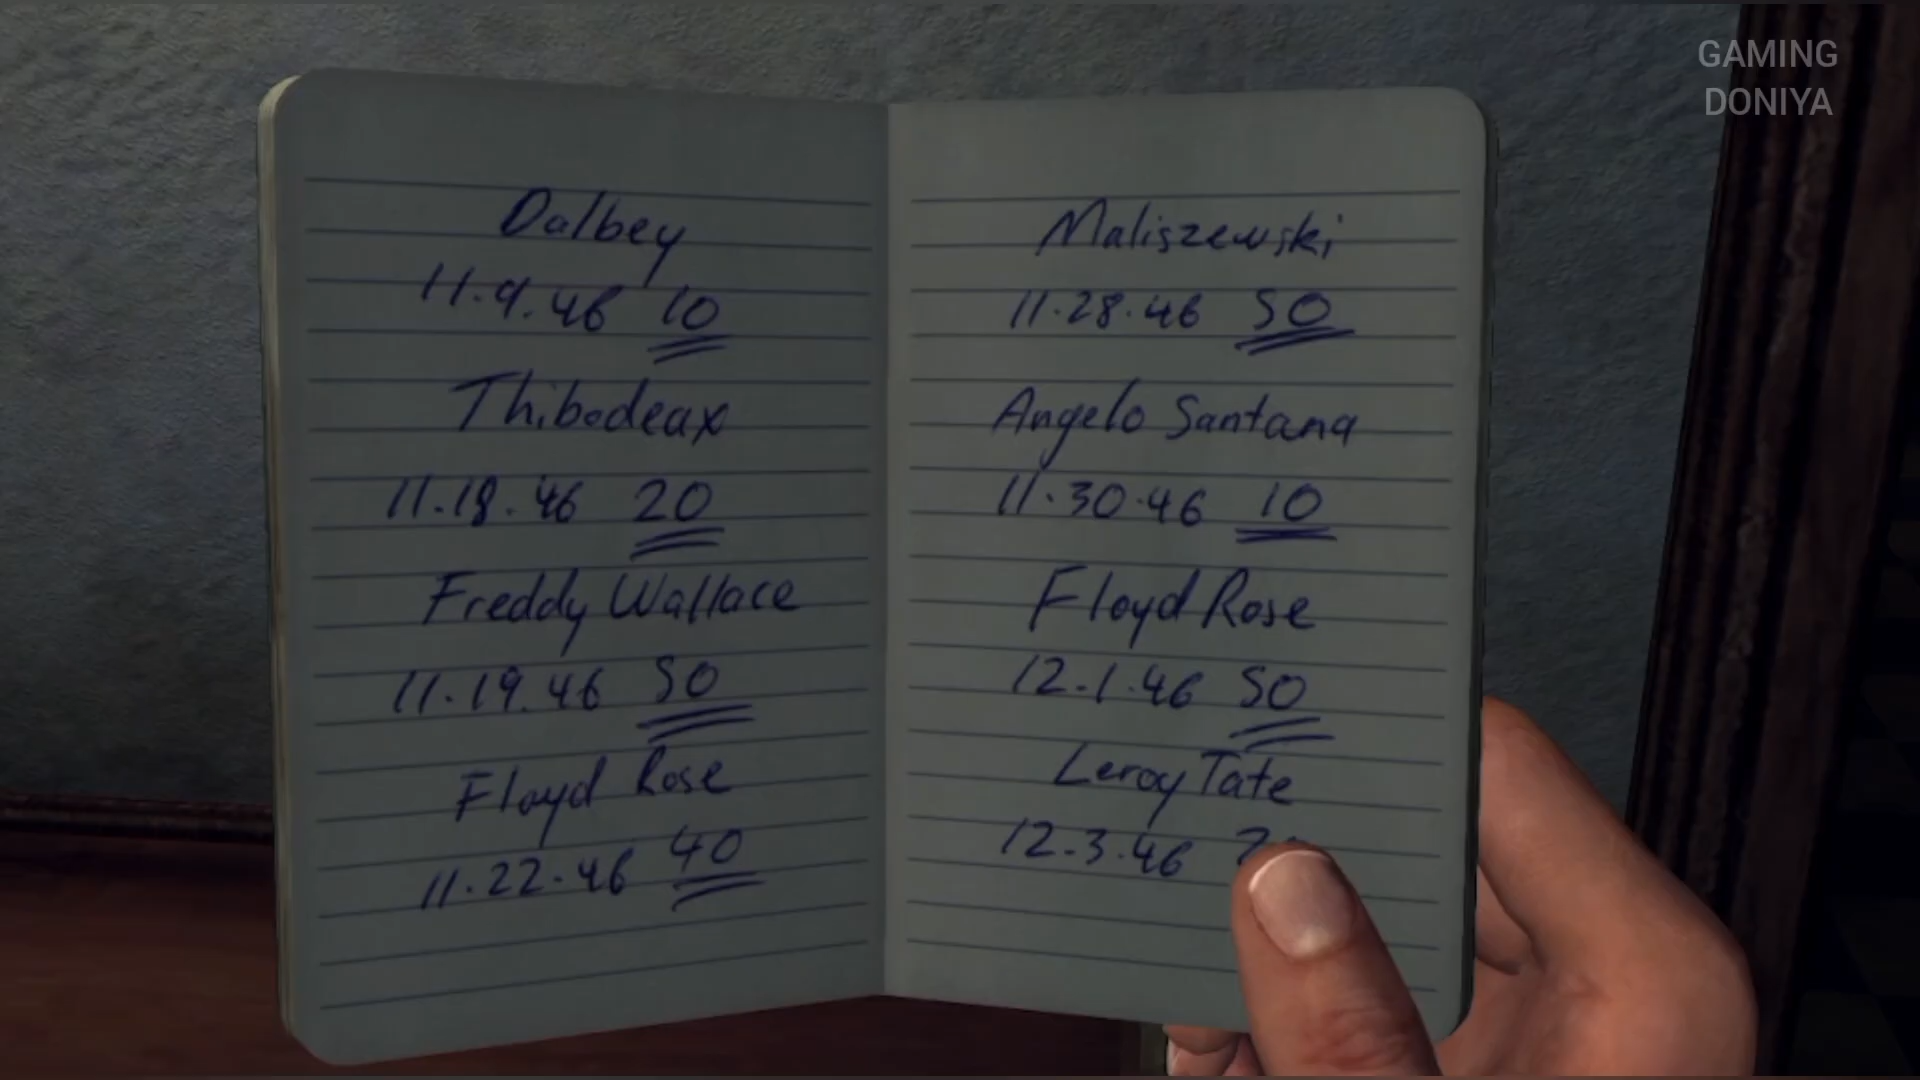 GAMING
DONIYA
Dalbey
11.9.46 10
Thibodeax
11.18.46 20
Freddy Wallace
11.19.46 50
Floyd Rose
11.22.46 40
Maliszewski
11.28.46 50
Angelo Santana
11.30.46 10
Floyd Rose
12.1.46 50
Leroy Tate
12.3.46